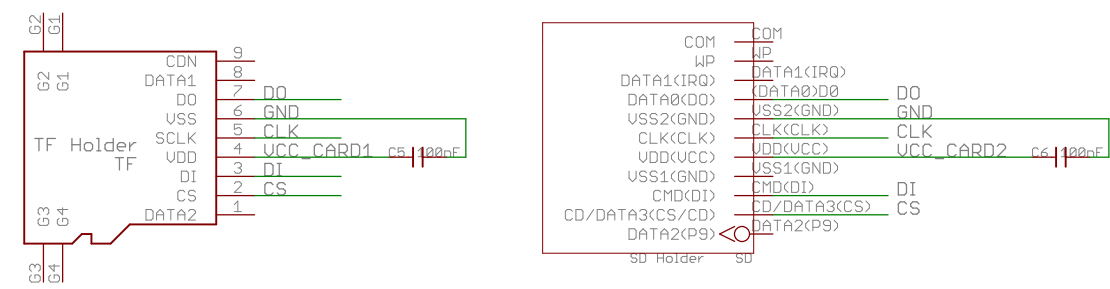 G2 G1
CDN 9
G2 G1 DATA1 8
DO 7 DO
VSS 6 GND
SCLK 5 CLK
TF Holder
TF
VDD 4 VCC_CARD1 C5 100nF
DI 3 DI
CS 2 CS
G3 G4 DATA2 1
G3 G4
COM COM
WP WP
DATA1(IRQ) DATA1(IRQ)
DATA0(DO) (DATA0)D0 DO
VSS2(GND) VSS2(GND) GND
CLK(CLK) CLK(CLK) CLK
VDD(VCC) VDD(VCC) VCC_CARD2 C6 100nF
VSS1(GND) VSS1(GND)
CMD(DI) CMD(DI) DI
CD/DATA3(CS/CD) CD/DATA3(CS) CS
DATA2(P9) DATA2(P9)
SD Holder SD